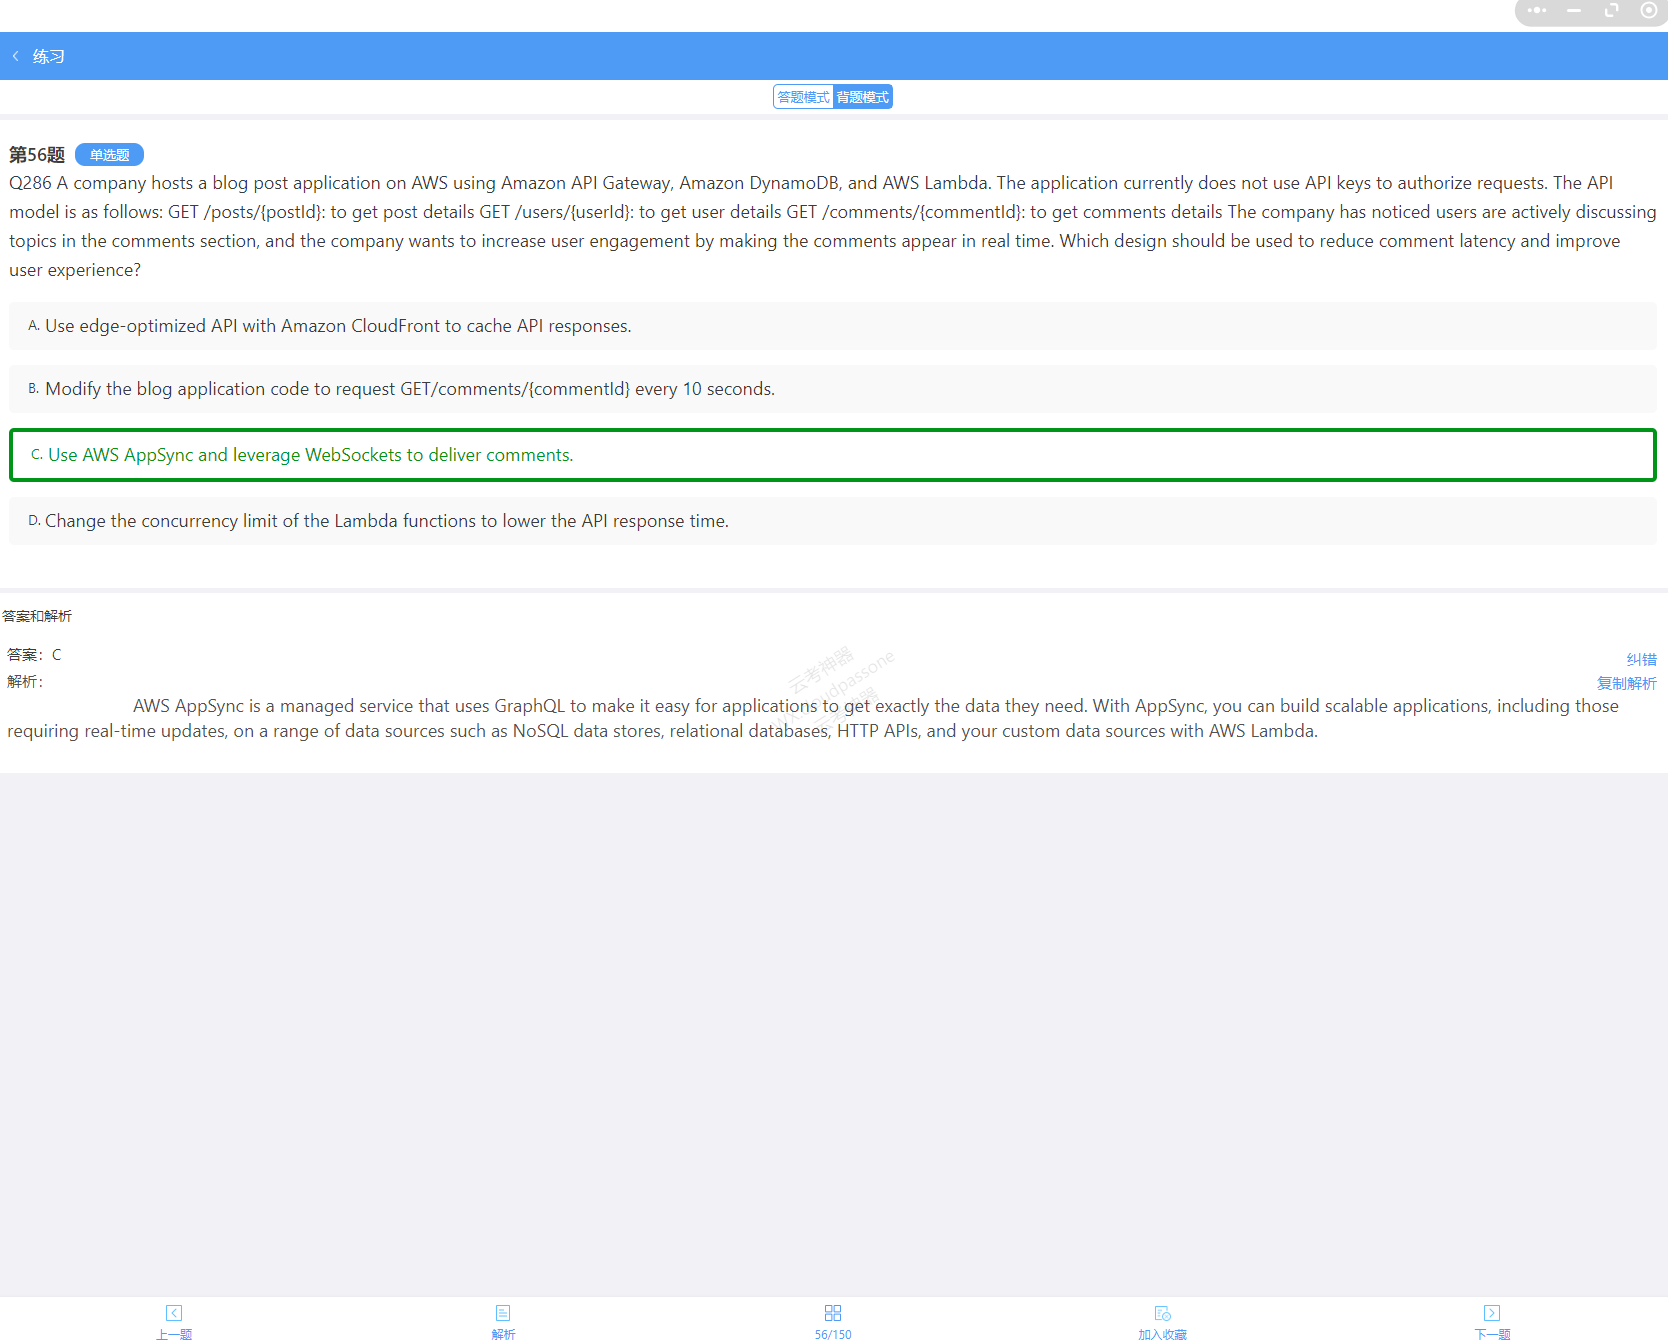 练习
答题模式 背题模式
第56题 单选题
Q286 A company hosts a blog post application on AWS using Amazon API Gateway, Amazon DynamoDB, and AWS Lambda. The application currently does not use API keys to authorize requests. The API
model is as follows: GET /posts/{postId}: to get post details GET /users/{userId}: to get user details GET /comments/{commentId}: to get comments details The company has noticed users are actively discussing
topics in the comments section, and the company wants to increase user engagement by making the comments appear in real time. Which design should be used to reduce comment latency and improve
user experience?
A. Use edge-optimized API with Amazon CloudFront to cache API responses.
B. Modify the blog application code to request GET/comments/{commentId} every 10 seconds.
C. Use AWS AppSync and leverage WebSockets to deliver comments.
D. Change the concurrency limit of the Lambda functions to lower the API response time.
答案和解析
答案：C
纠错
解析：
复制解析
云考神器
AWS AppSync is a managed service that uses GraphQL to make it easy for applications to get exactly the data they need. With AppSync, you can build scalable applications, including those
requiring real-time updates, on a range of data sources such as NoSQL data stores, relational databases, HTTP APIs, and your custom data sources with AWS Lambda.
上一题 解析 56/150 加入收藏 下一题